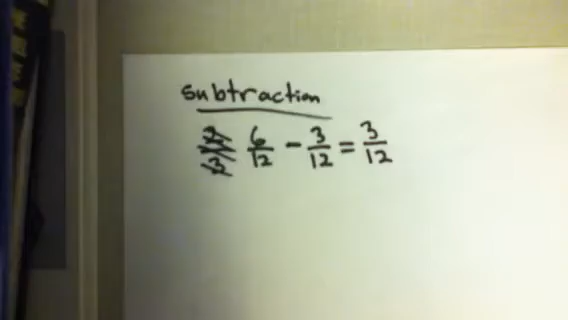 subtraction
6/12 - 3/12 = 3/12